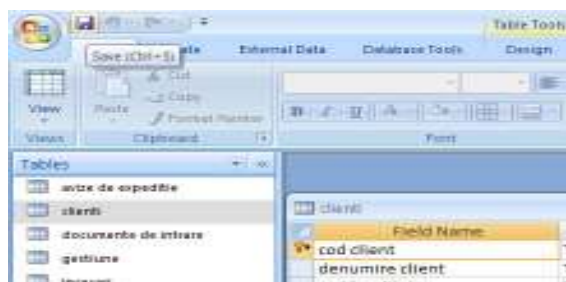 Table Tools
Save (Ctrl+S)
External Data
Database Tools
Design
View
Paste
Cut
Copy
Format Painter
Views
Clipboard
Font
Tables
avize de expeditie
clienti
documente de intrare
gestiune
clienti
Field Name
cod client
denumire client